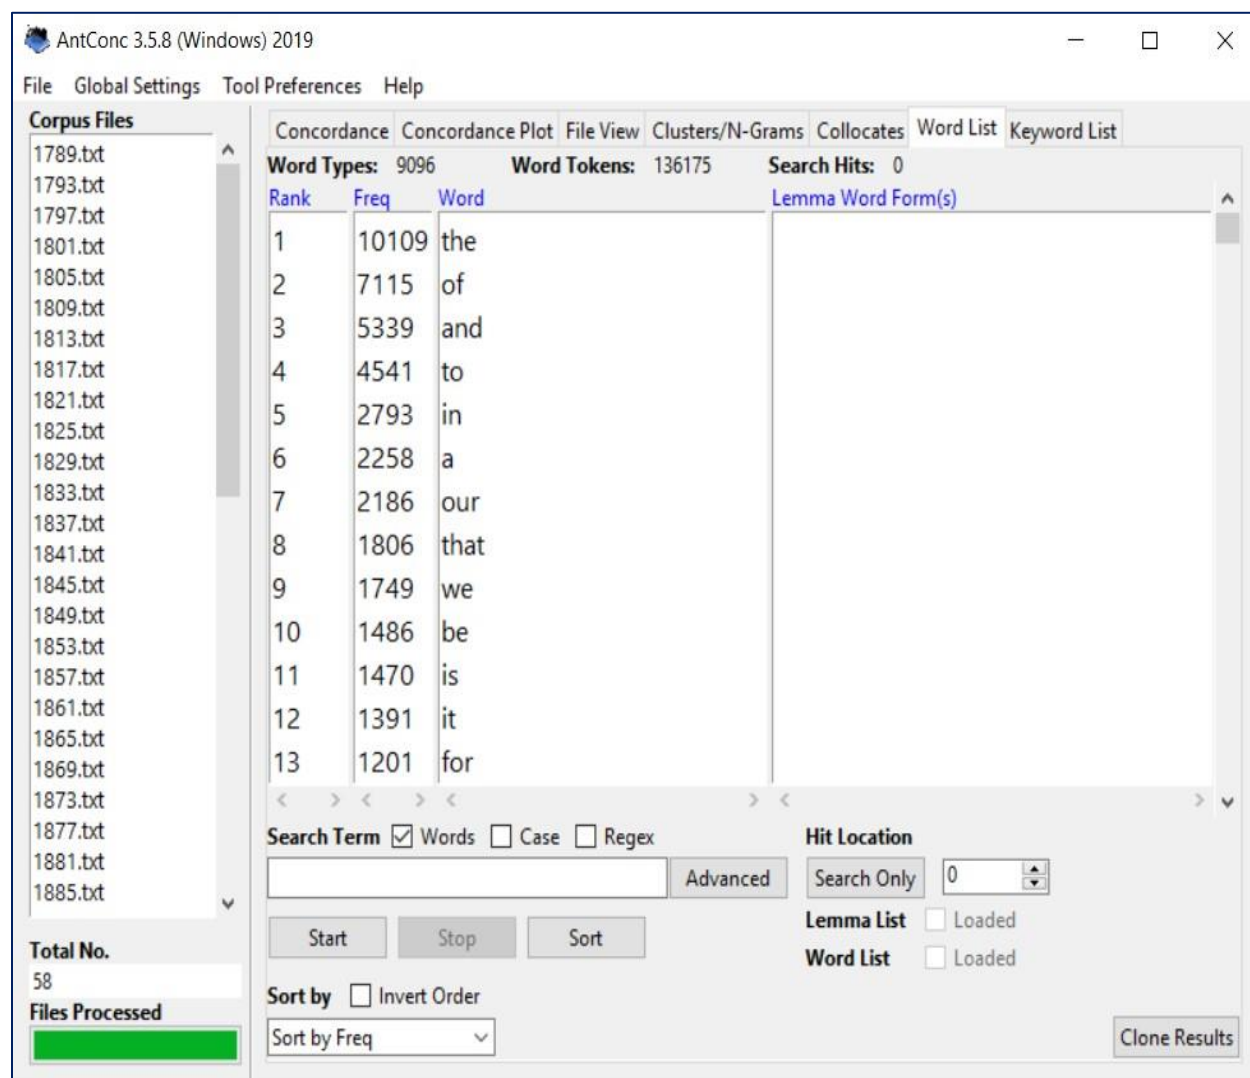 AntConc 3.5.8 (Windows) 2019
File Global Settings Tool Preferences Help
Corpus Files
1789.txt
1793.txt
1797.txt
1801.txt
1805.txt
1809.txt
1813.txt
1817.txt
1821.txt
1825.txt
1829.txt
1833.txt
1837.txt
1841.txt
1845.txt
1849.txt
1853.txt
1857.txt
1861.txt
1865.txt
1869.txt
1873.txt
1877.txt
1881.txt
1885.txt
Total No.
58
Files Processed
Concordance Concordance Plot File View Clusters/N-Grams Collocates Word List Keyword List
Word Types: 9096 Word Tokens: 136175 Search Hits: 0
Rank Freq Word Lemma Word Form(s)
1 10109 the
2 7115 of
3 5339 and
4 4541 to
5 2793 in
6 2258 a
7 2186 our
8 1806 that
9 1749 we
10 1486 be
11 1470 is
12 1391 it
13 1201 for
Search Term Words Case Regex Hit Location
Advanced Search Only 0
Start Stop Sort Lemma List Loaded
Word List Loaded
Sort by Invert Order
Sort by Freq Clone Results